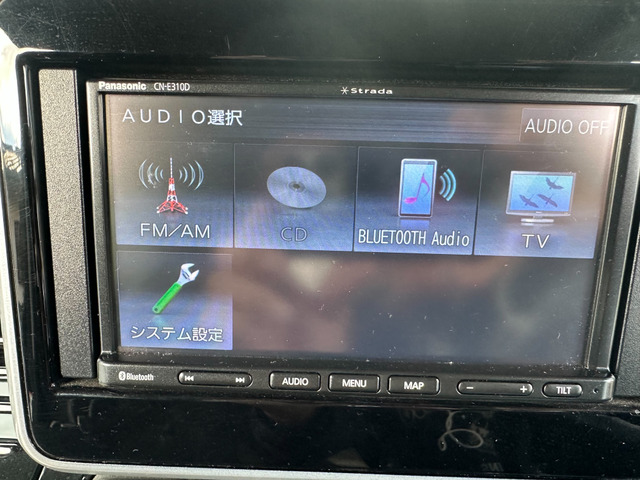 Panasonic CN-E310D
Strada
AUDIO選択
AUDIO OFF
FM/AM
CD
BLUETOOTH Audio
TV
システム設定
Bluetooth
AUDIO
MENU
MAP
− +
TILT